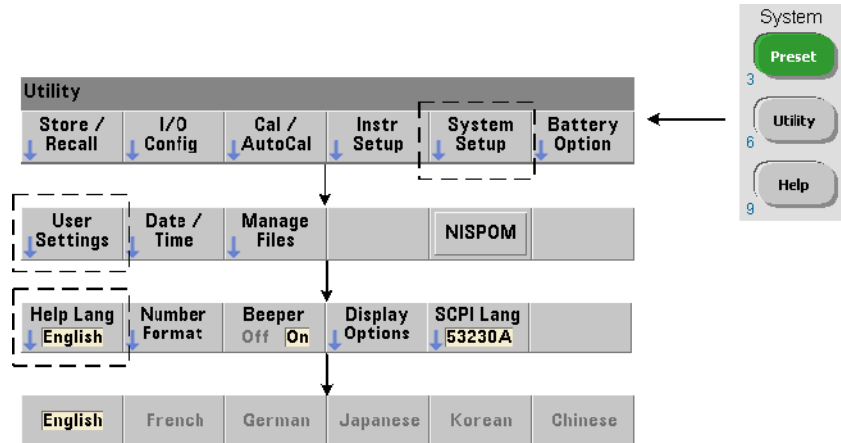 System
Preset
3
Utility
6
Help
9
Utility
Store / Recall
I/O Config
Cal / AutoCal
Instr Setup
System Setup
Battery Option
User Settings
Date / Time
Manage Files
NISPOM
Help Lang English
Number Format
Beeper Off On
Display Options
SCPI Lang 53230A
English
French
German
Japanese
Korean
Chinese